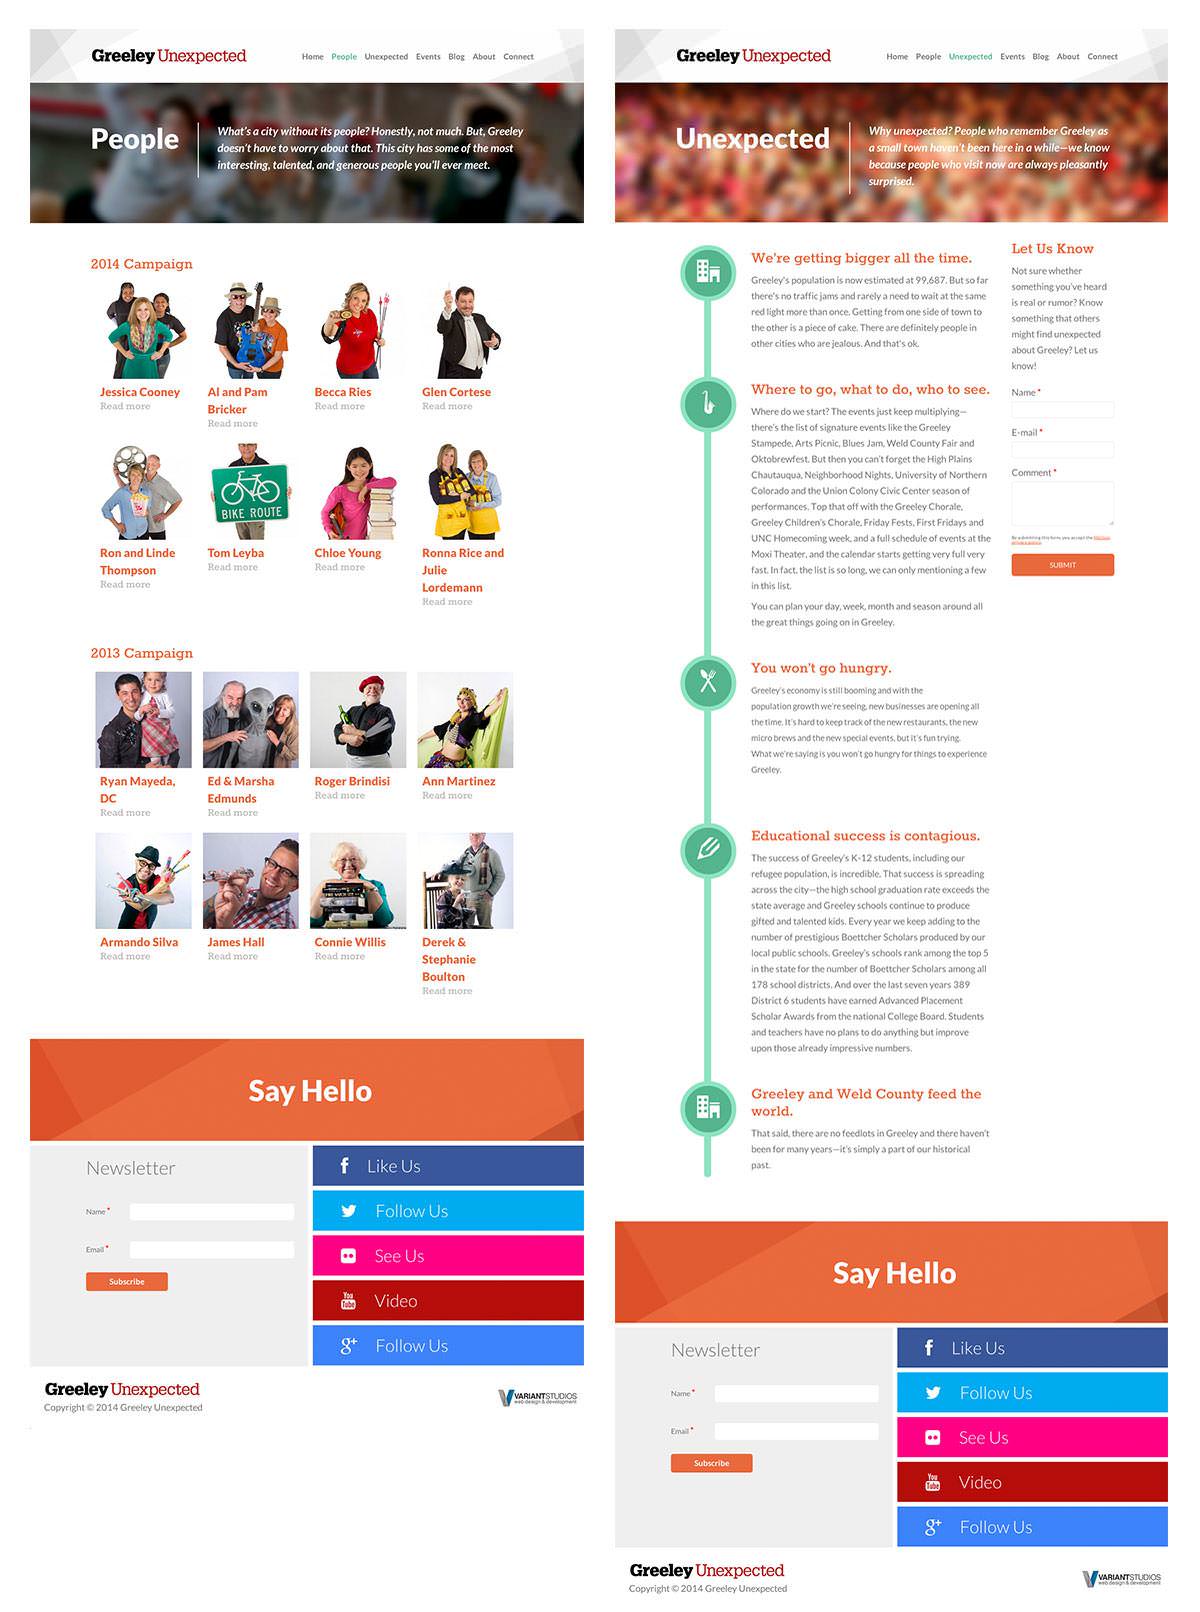 Greeley Unexpected
Home People Unexpected Events Blog About Connect
People
What's a city without its people? Honestly, not much. But, Greeley
doesn't have to worry about that. This city has some of the most
interesting, talented, and generous people you'll ever meet.
2014 Campaign
Jessica Cooney
Read more
Al and Pam
Bricker
Read more
Becca Ries
Read more
Glen Cortese
Read more
BIKE ROUTE
Ron and Linde
Thompson
Read more
Tom Leyba
Read more
Chloe Young
Read more
Ronna Rice and
Julie
Lordemann
Read more
2013 Campaign
Ryan Mayeda,
DC
Read more
Ed & Marsha
Edmunds
Read more
Roger Brindisi
Read more
Ann Martinez
Read more
Armando Silva
Read more
James Hall
Read more
Connie Willis
Read more
Derek &
Stephanie
Boulton
Read more
Say Hello
Newsletter
Name *
Email *
Subscribe
Like Us
Follow Us
See Us
You Tube Video
g+ Follow Us
Greeley Unexpected
Copyright © 2014 Greeley Unexpected
VARIANTSTUDIOS
web design & development
Greeley Unexpected
Home People Unexpected Events Blog About Connect
Unexpected
Why unexpected? People who remember Greeley as
a small town haven't been here in a while—we know
because people who visit now are always pleasantly
surprised.
We're getting bigger all the time.
Greeley's population is now estimated at 99,687. But so far
there's no traffic jams and rarely a need to wait at the same
red light more than once. Getting from one side of town to
the other is a piece of cake. There are definitely people in
other cities who are jealous. And that's ok.
Where to go, what to do, who to see.
Where do we start? The events just keep multiplying—
there's the list of signature events like the Greeley
Stampede, Arts Picnic, Blues Jam, Weld County Fair and
Oktobrewfest. But then you can't forget the High Plains
Chautauqua, Neighborhood Nights, University of Northern
Colorado and the Union Colony Civic Center season of
performances. Top that off with the Greeley Chorale,
Greeley Children's Chorale, Friday Fests, First Fridays and
UNC Homecoming week, and a full schedule of events at the
Moxi Theater, and the calendar starts getting very full very
fast. In fact, the list is so long, we can only mentioning a few
in this list.
You can plan your day, week, month and season around all
the great things going on in Greeley.
You won't go hungry.
Greeley's economy is still booming and with the
population growth we're seeing, new businesses are opening all
the time. It's hard to keep track of the new restaurants, the new
micro brews and the new special events, but it's fun trying.
What we're saying is you won't go hungry for things to experience
Greeley.
Educational success is contagious.
The success of Greeley's K-12 students, including our
refugee population, is incredible. That success is spreading
across the city—the high school graduation rate exceeds the
state average and Greeley schools continue to produce
gifted and talented kids. Every year we keep adding to the
number of prestigious Boettcher Scholars produced by our
local public schools. Greeley's schools rank among the top 5
in the state for the number of Boettcher Scholars among all
178 school districts. And over the last seven years 389
District 6 students have earned Advanced Placement
Scholar Awards from the national College Board. Students
and teachers have no plans to do anything but improve
upon those already impressive numbers.
Greeley and Weld County feed the
world.
That said, there are no feedlots in Greeley and there haven't
been for many years—it's simply a part of our historical
past.
Let Us Know
Not sure whether
something you've heard
is real or rumor? Know
something that others
might find unexpected
about Greeley? Let us
know!
Name *
E-mail *
Comment *
By submitting this form, you accept the Mollom
privacy policy.
SUBMIT
Say Hello
Newsletter
Name *
Email *
Subscribe
Like Us
Follow Us
See Us
You Tube Video
g+ Follow Us
Greeley Unexpected
Copyright © 2014 Greeley Unexpected
VARIANTSTUDIOS
web design & development